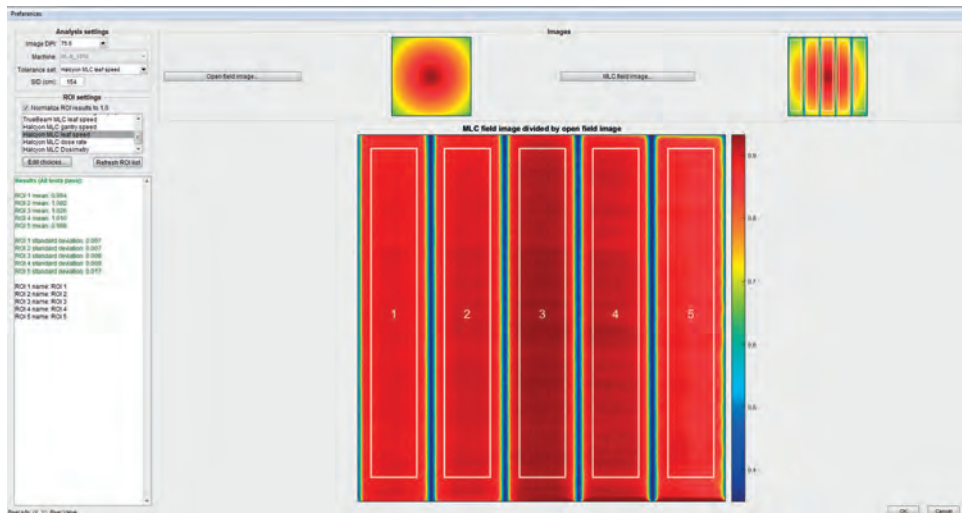 Preferences
Analysis settings
Image DPI: 75.0
Machine:
Tolerance set: Halcyon MLC leaf speed
SID (cm): 154
ROI settings
Normalize ROI results to 1.0
TrueBeam MLC leaf speed
Halcyon MLC gantry speed
Halcyon MLC leaf speed
Halcyon MLC dose rate
Halcyon MLC Dosimetry
Edit choices...
Refresh ROI list
Results (All tests pass):
ROI 1 mean: 0.994
ROI 2 mean: 1.002
ROI 3 mean: 1.026
ROI 4 mean: 1.010
ROI 5 mean:
ROI 1 standard deviation: 0.007
ROI 2 standard deviation: 0.007
ROI 3 standard deviation: 0.008
ROI 4 standard deviation: 0.009
ROI 5 standard deviation: 0.017
ROI 1 name: ROI 1
ROI 2 name: ROI 2
ROI 3 name: ROI 3
ROI 4 name: ROI 4
ROI 5 name: ROI 5
Images
Open field image...
MLC field image...
MLC field image divided by open field image
1
2
3
4
5
0.9
0.8
0.7
0.6
0.5
0.4
OK
Cancel